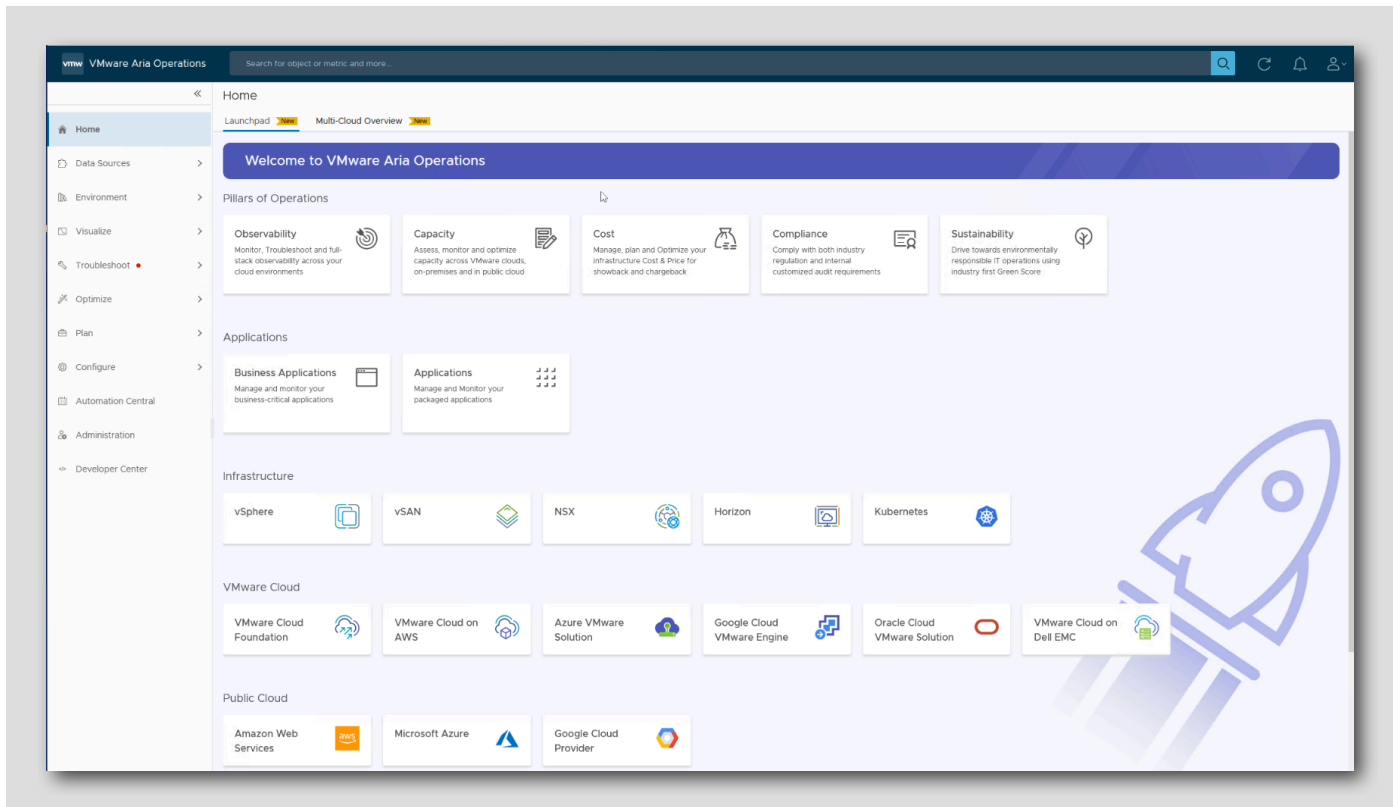 vmw VMware Aria Operations
Search for object or metric and more...
Home
Launchpad New Multi-Cloud Overview New
Home
Data Sources
Environment
Visualize
Troubleshoot
Optimize
Plan
Configure
Automation Central
Administration
Developer Center
Welcome to VMware Aria Operations
Pillars of Operations
Observability
Monitor, Troubleshoot and full-
stack observability across your
cloud environments
Capacity
Assess, monitor and optimize
capacity across VMware clouds,
on-premises and in public cloud
Cost
Manage, plan and Optimize your
infrastructure Cost & Price for
showback and chargeback
Compliance
Comply with both industry
regulation and internal
customized audit requirements
Sustainability
Drive towards environmentally
responsible IT operations using
industry first Green Score
Applications
Business Applications
Manage and monitor your
business-critical applications
Applications
Manage and Monitor your
packaged applications
Infrastructure
vSphere
vSAN
NSX
Horizon
Kubernetes
VMware Cloud
VMware Cloud
Foundation
VMware Cloud on
AWS
Azure VMware
Solution
Google Cloud
VMware Engine
Oracle Cloud
VMware Solution
VMware Cloud on
Dell EMC
Public Cloud
Amazon Web
Services
aws
Microsoft Azure
Google Cloud
Provider